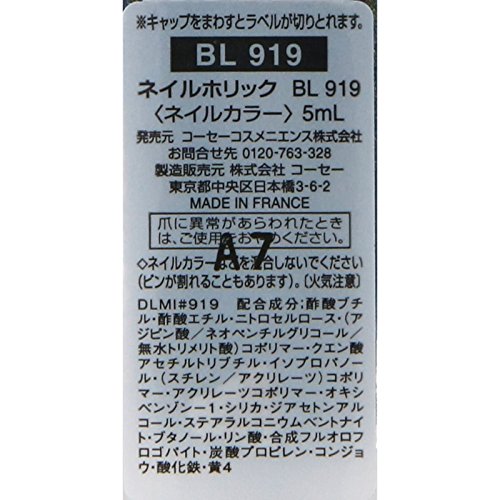 ※キャップをまわすとラベルが切りとれます。
BL 919
ネイルホリック BL 919
〈ネイルカラー〉5mL
発売元 コーセーコスメニエンス株式会社
お問合せ先 0120-763-328
製造販売元 株式会社 コーセー
東京都中央区日本橋3-6-2
MADE IN FRANCE
爪に異常があらわれたとき
は、ご使用をおやめください。
A7
◇ネイルカラーなどを混合しないでください
(ビンが割れることもあります)。〔火気注意〕
DLMI#919 配合成分;酢酸ブチ
ル・酢酸エチル・ニトロセルロース・(ア
ジピン酸/ネオペンチルグリコール/
無水トリメリト酸)コポリマー・クエン酸
アセチルトリブチル・イソプロパノー
ル・(スチレン/アクリレーツ)コポリ
マー・アクリレーツコポリマー・オキシ
ベンゾン-1・シリカ・ジアセトンアル
コール・ステアラルコニウムベントナイ
ト・ブタノール・リン酸・合成フルオロフ
ロゴパイト・炭酸プロピレン・コンジョ
ウ・酸化鉄・黄4